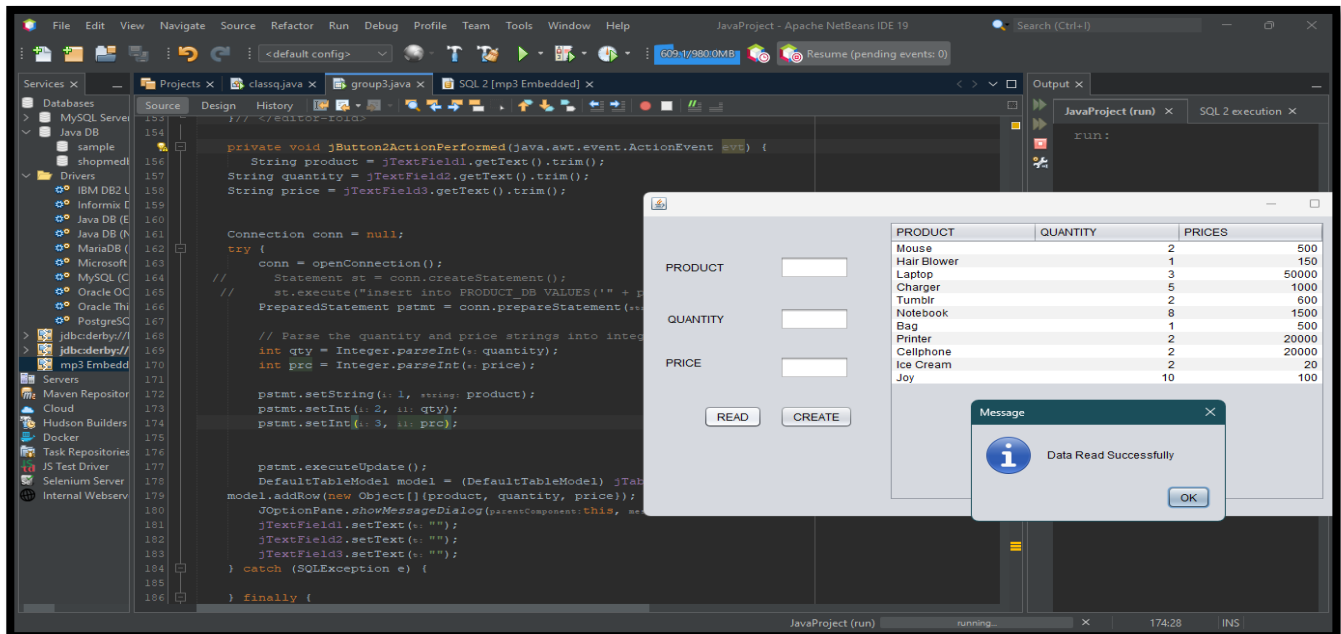 File Edit View Navigate Source Refactor Run Debug Profile Team Tools Window Help JavaProject - Apache NetBeans IDE 19 Search (Ctrl+I)
<default config> 609.1/980.0MB Resume (pending events: 0)
Services Projects classq.java group3.java SQL 2 [mp3 Embedded] Output
Source Design History
JavaProject (run) SQL 2 execution
run:
Databases
MySQL Server
Java DB
sample
shopmedI
Drivers
IBM DB2 U
Informix D
Java DB (E
Java DB (N
MariaDB (
Microsoft
MySQL (C
Oracle OC
Oracle Thi
PostgreSQ
jdbc:derby://l
jdbc:derby://
mp3 Embedd
Servers
Maven Repositor
Cloud
Hudson Builders
Docker
Task Repositories
JS Test Driver
Selenium Server
Internal Webserv
153 }// </editor-fold>
154
private void jButton2ActionPerformed(java.awt.event.ActionEvent evt) {
156 String product = jTextField1.getText().trim();
157 String quantity = jTextField2.getText().trim();
158 String price = jTextField3.getText().trim();
159
160
161 Connection conn = null;
162 try {
163 conn = openConnection();
164 // Statement st = conn.createStatement();
165 // st.execute("insert into PRODUCT_DB VALUES('" + p
166 PreparedStatement pstmt = conn.prepareStatement(
167
168 // Parse the quantity and price strings into integ
169 int qty = Integer.parseInt(s: quantity);
170 int prc = Integer.parseInt(s: price);
171
172 pstmt.setString(i: 1, string: product);
173 pstmt.setInt(i: 2, i1: qty);
174 pstmt.setInt(i: 3, i1: prc);
175
176
177 pstmt.executeUpdate();
178 DefaultTableModel model = (DefaultTableModel) jTab
179 model.addRow(new Object[]{product, quantity, price});
180 JOptionPane.showMessageDialog(parentComponent:this,
181 jTextField1.setText(t: "");
182 jTextField2.setText(t: "");
183 jTextField3.setText(t: "");
184 } catch (SQLException e) {
185
186 } finally {
PRODUCT
QUANTITY
PRICE
READ CREATE
PRODUCT QUANTITY PRICES
Mouse 2 500
Hair Blower 1 150
Laptop 3 50000
Charger 5 1000
Tumblr 2 600
Notebook 8 1500
Bag 1 500
Printer 2 20000
Cellphone 2 20000
Ice Cream 2 20
Joy 10 100
Message
Data Read Successfully
OK
JavaProject (run) running... 174:28 INS